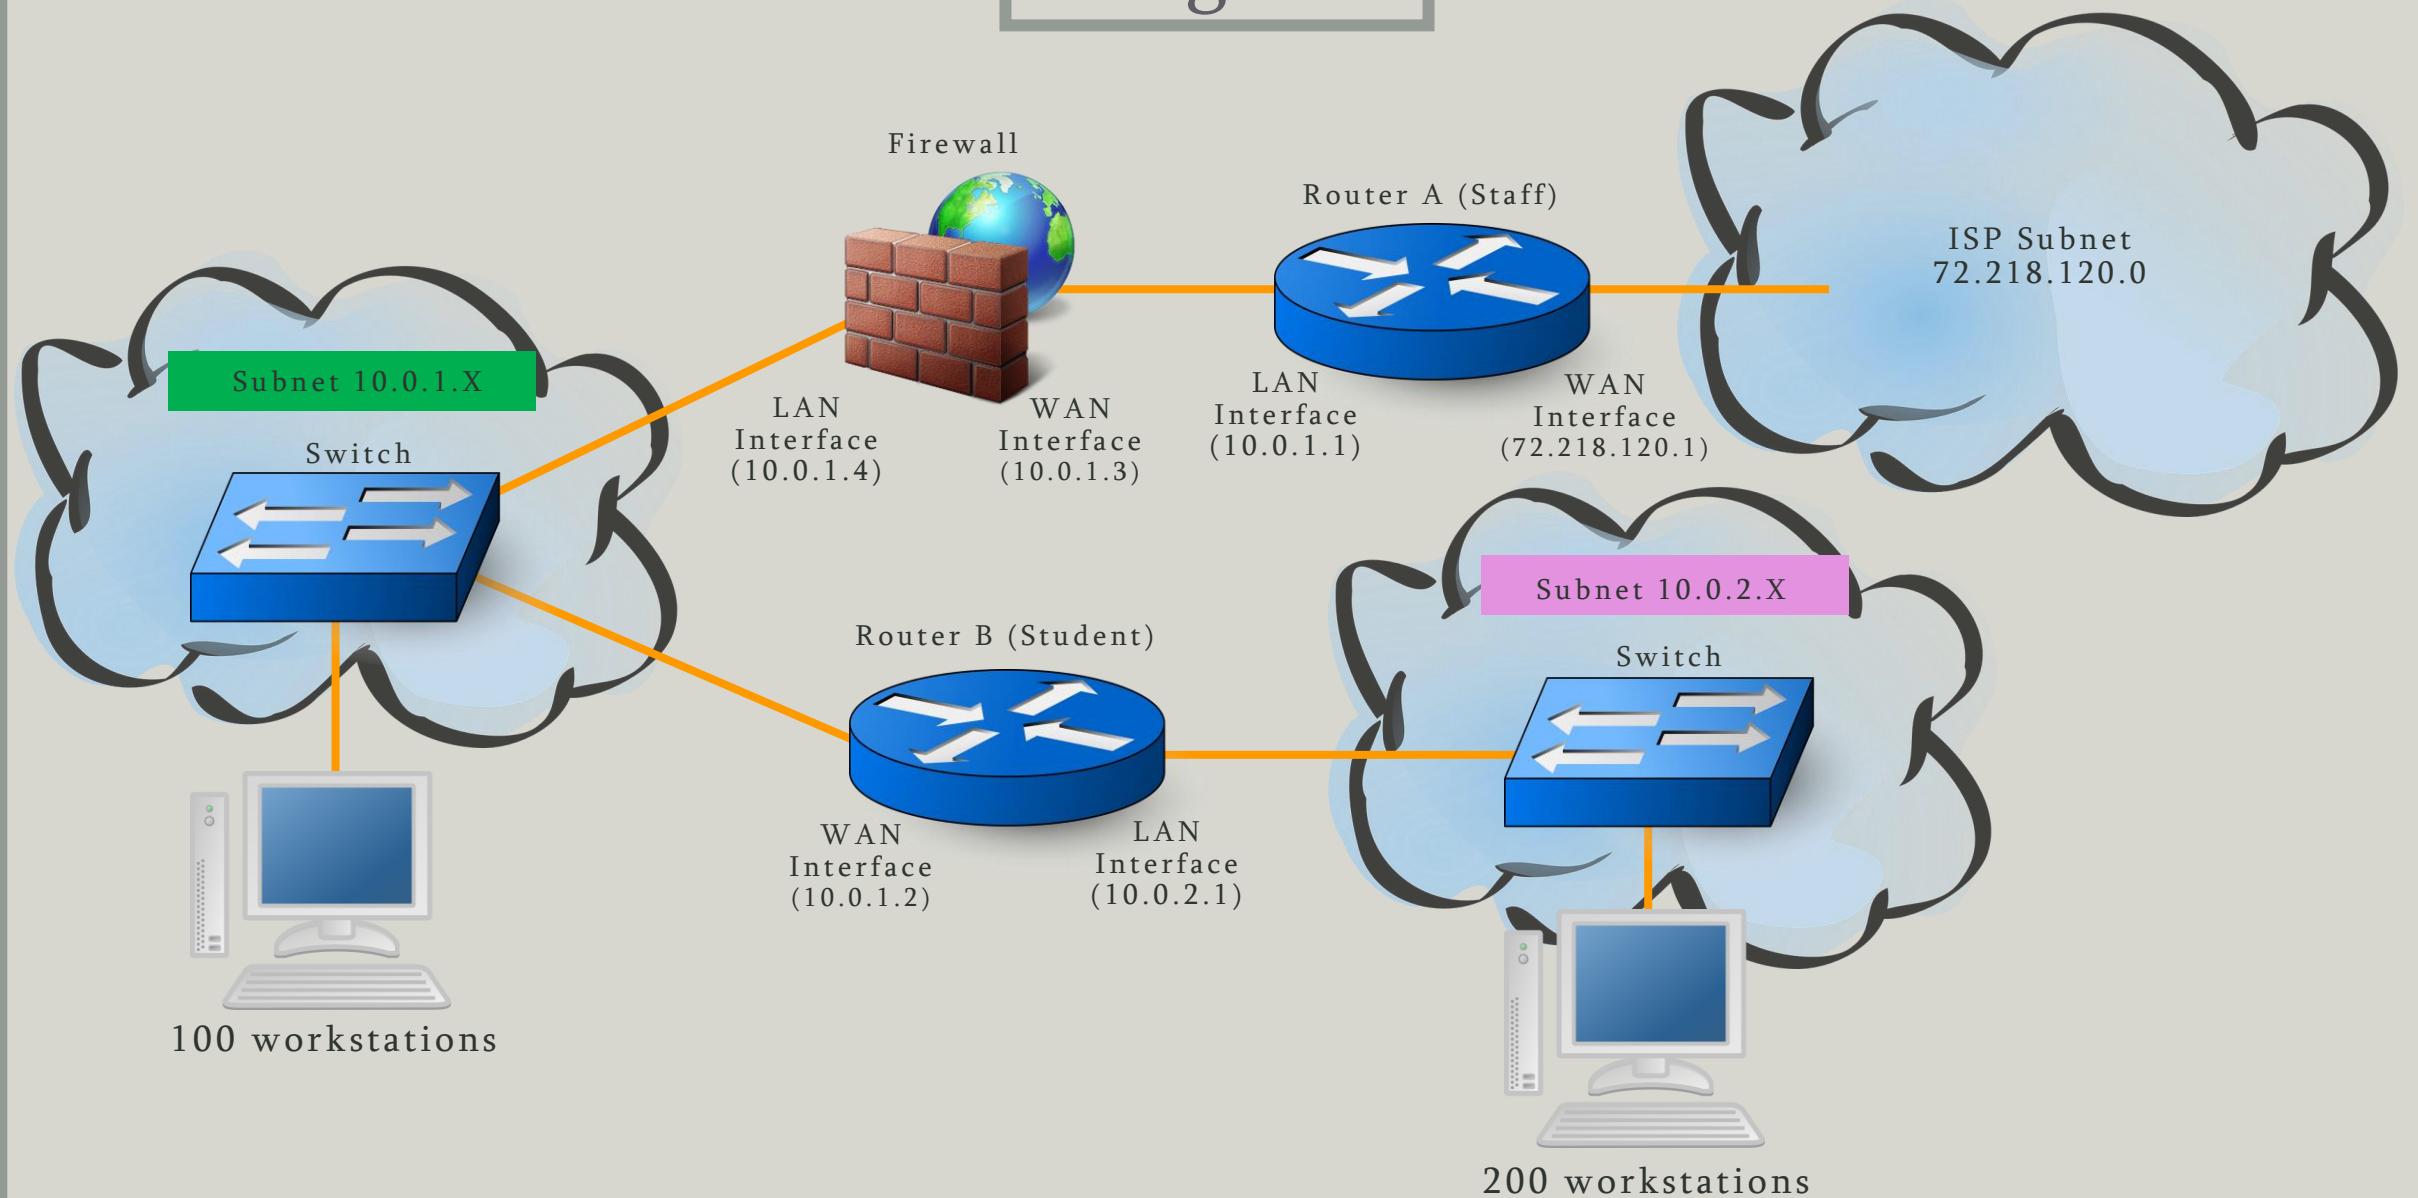 Firewall
Router A (Staff)
ISP Subnet
72.218.120.0
LAN
Interface
(10.0.1.1)
WAN
Interface
(72.218.120.1)
LAN
Interface
(10.0.1.4)
WAN
Interface
(10.0.1.3)
Subnet 10.0.1.X
Switch
Subnet 10.0.2.X
Router B (Student)
Switch
WAN
Interface
(10.0.1.2)
LAN
Interface
(10.0.2.1)
100 workstations
200 workstations